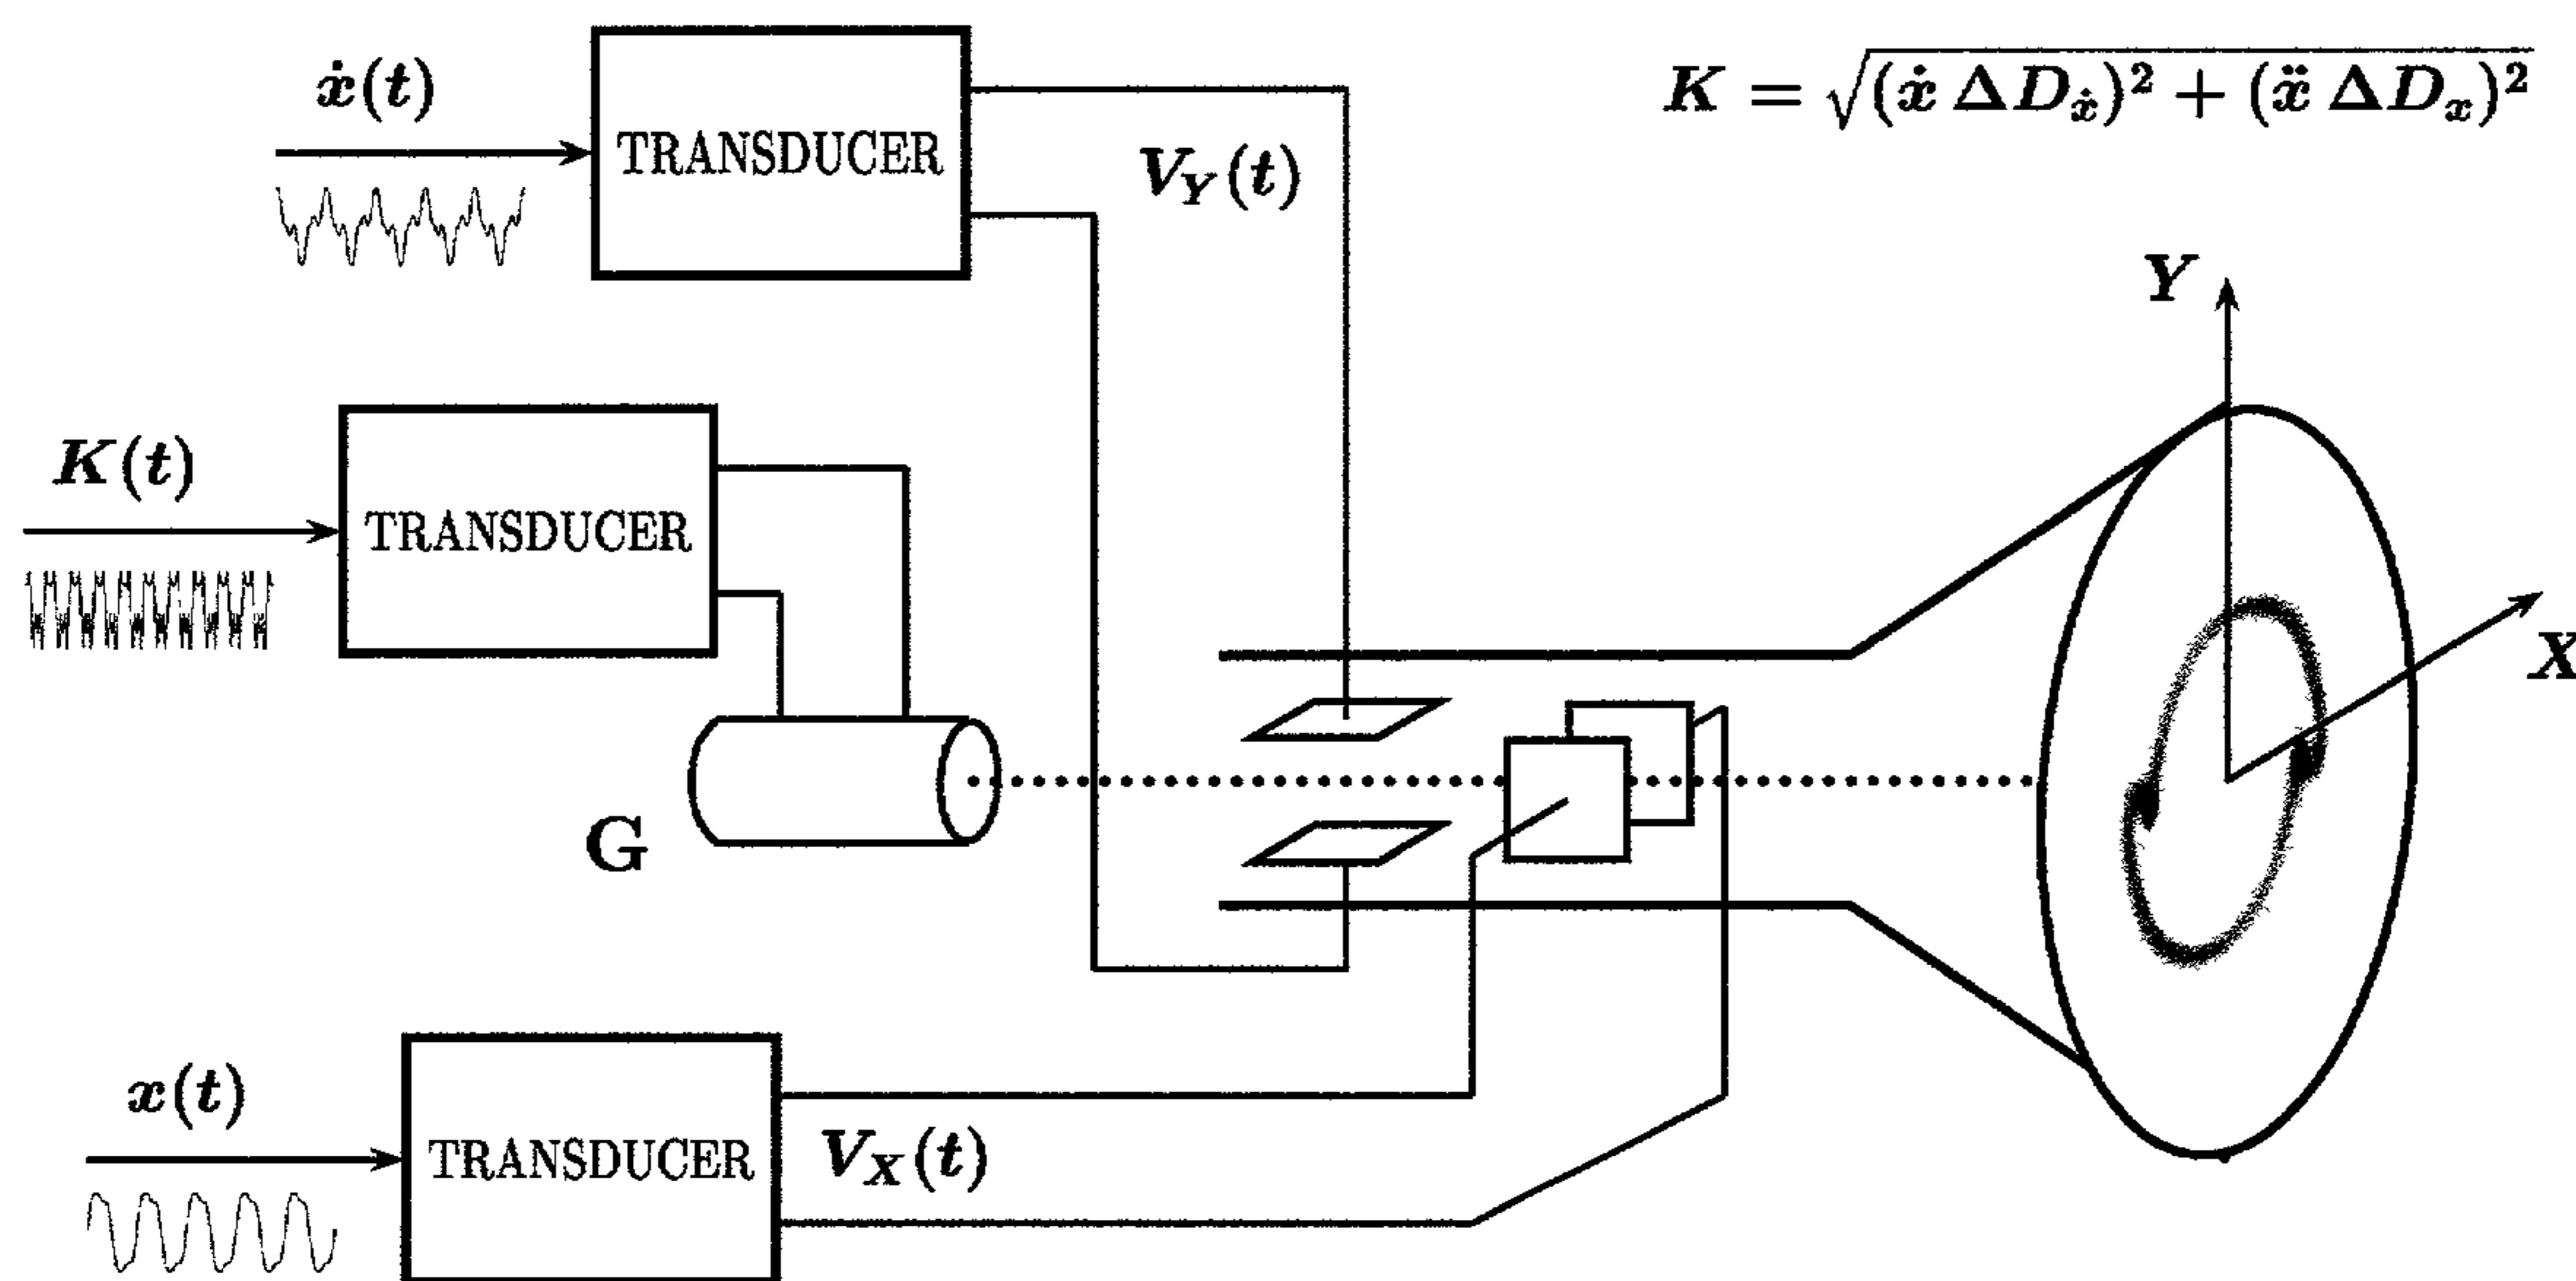 ẋ(t)
K = √((ẋ ΔD_ẋ)² + (ẍ ΔD_x)²)
TRANSDUCER
V_Y(t)
Y
K(t)
TRANSDUCER
X
G
x(t)
TRANSDUCER
V_X(t)